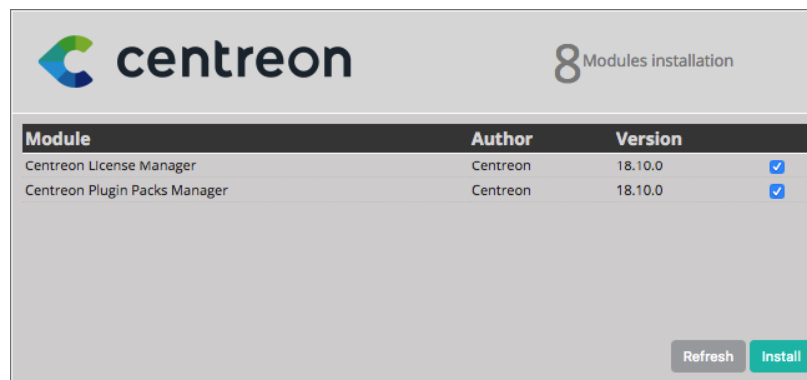 centreon
8 Modules installation
Module Author Version
Centreon License Manager Centreon 18.10.0
Centreon Plugin Packs Manager Centreon 18.10.0
Refresh Install